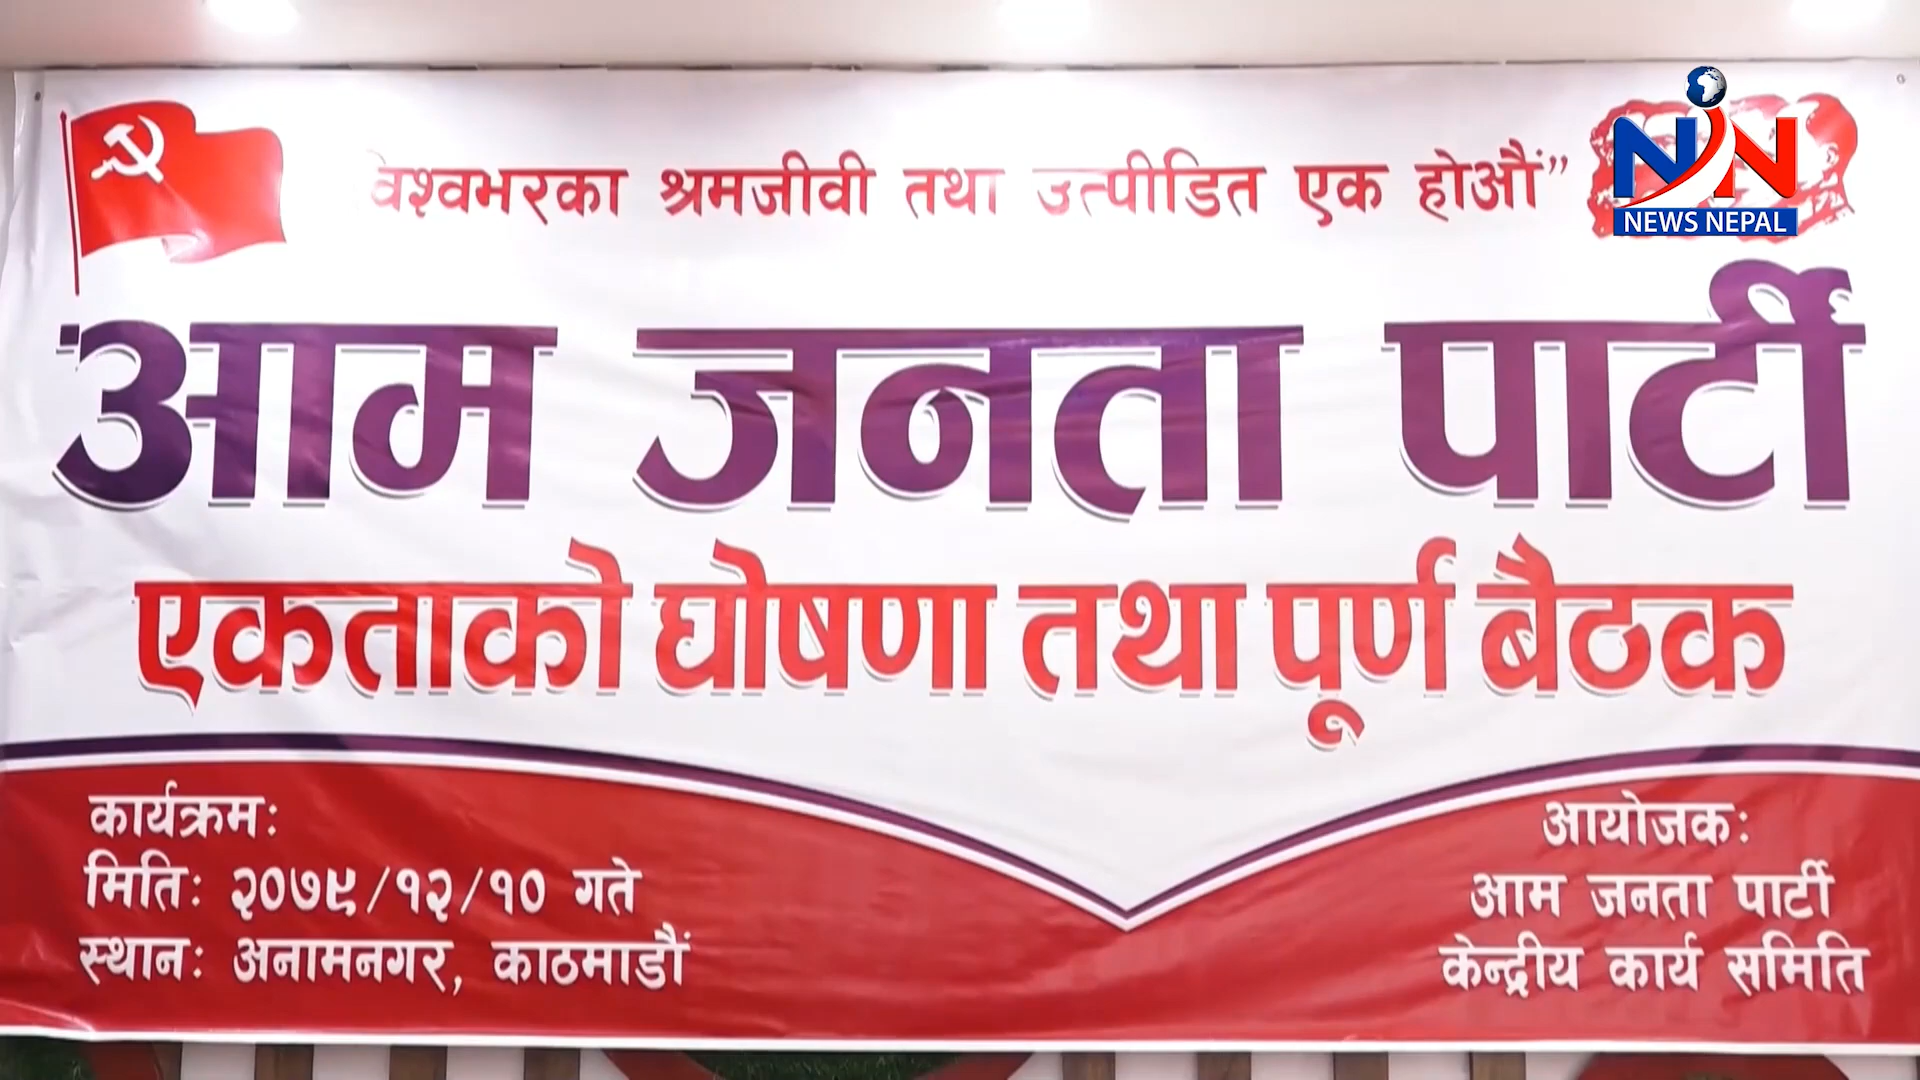 विश्वभरका श्रमजीवी तथा उत्पीडित एक होऔं”
NN
NEWS NEPAL
आम जनता पार्टी
एकताको घोषणा तथा पूर्ण बैठक
कार्यक्रमः
मितिः २०७९/१२/१० गते
स्थानः अनामनगर, काठमाडौं
आयोजकः
आम जनता पार्टी
केन्द्रीय कार्य समिति